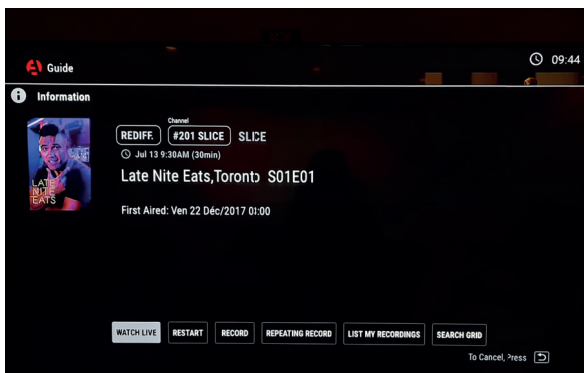 09:44
Guide
Information
Channel
REDIFF. #201 SLICE SLICE
Jul 13 9:30AM (30min)
Late Nite Eats,Toronto S01E01
LATE
NITE
EATS
First Aired: Ven 22 Déc/2017 01:00
WATCH LIVE RESTART RECORD REPEATING RECORD LIST MY RECORDINGS SEARCH GRID
To Cancel, Press